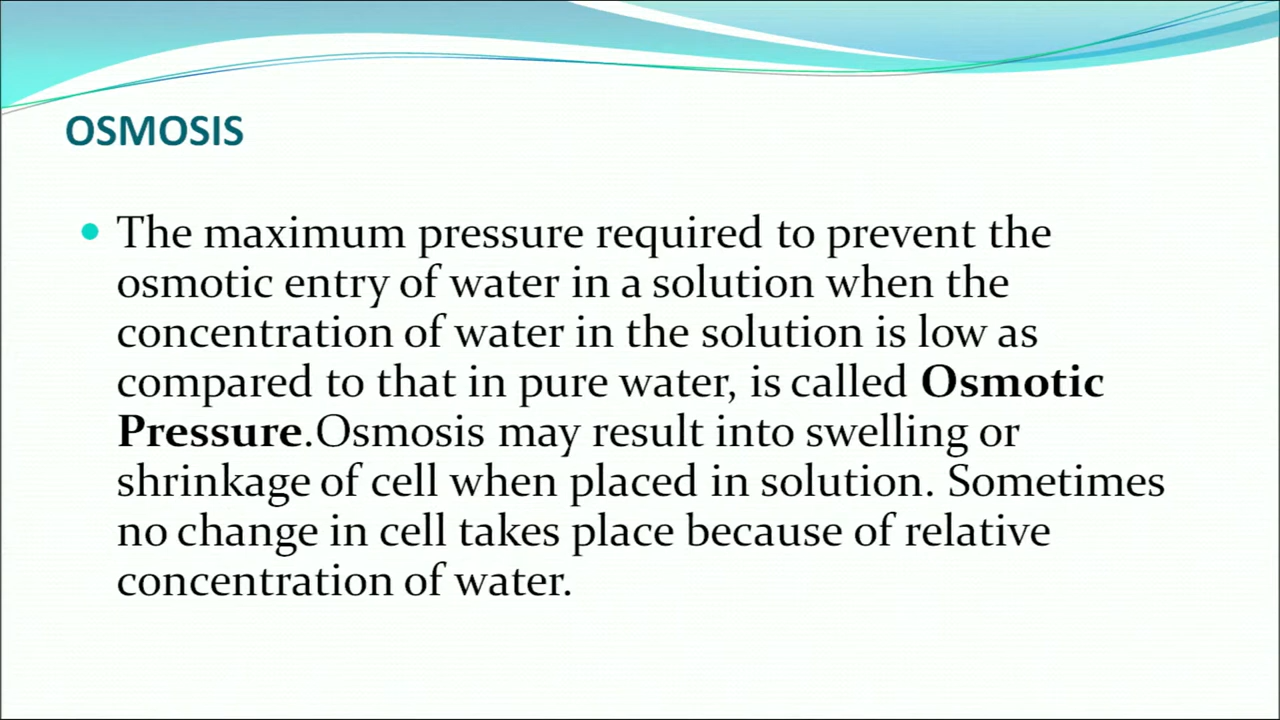 OSMOSIS
The maximum pressure required to prevent the
osmotic entry of water in a solution when the
concentration of water in the solution is low as
compared to that in pure water, is called Osmotic
Pressure.Osmosis may result into swelling or
shrinkage of cell when placed in solution. Sometimes
no change in cell takes place because of relative
concentration of water.